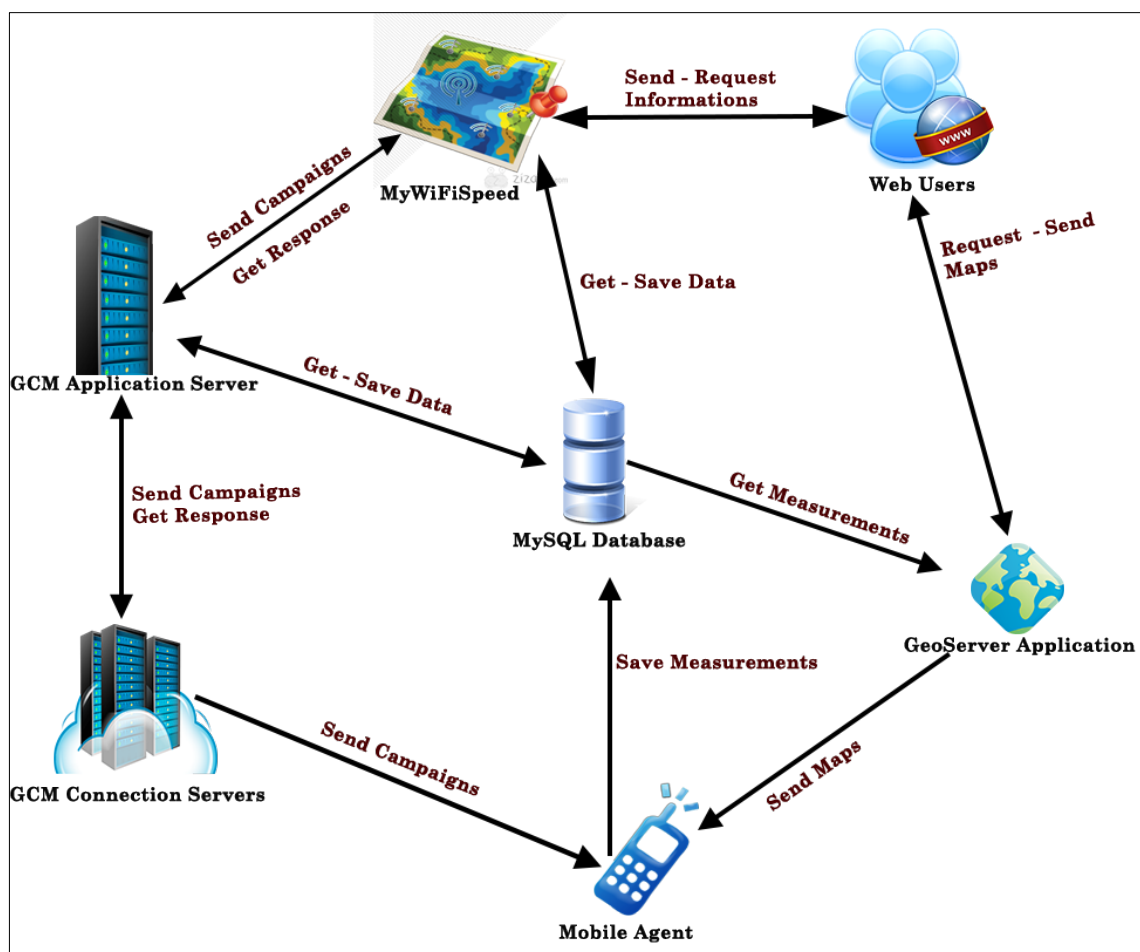 Send - Request
Informations
WWW
MyWiFiSpeed
Web Users
Send Campaigns
Get Response
Request - Send
Maps
Get - Save Data
GCM Application Server
Get - Save Data
Send Campaigns
Get Response
Get Measurements
MySQL Database
GeoServer Application
Save Measurements
Send Campaigns
Send Maps
GCM Connection Servers
Mobile Agent